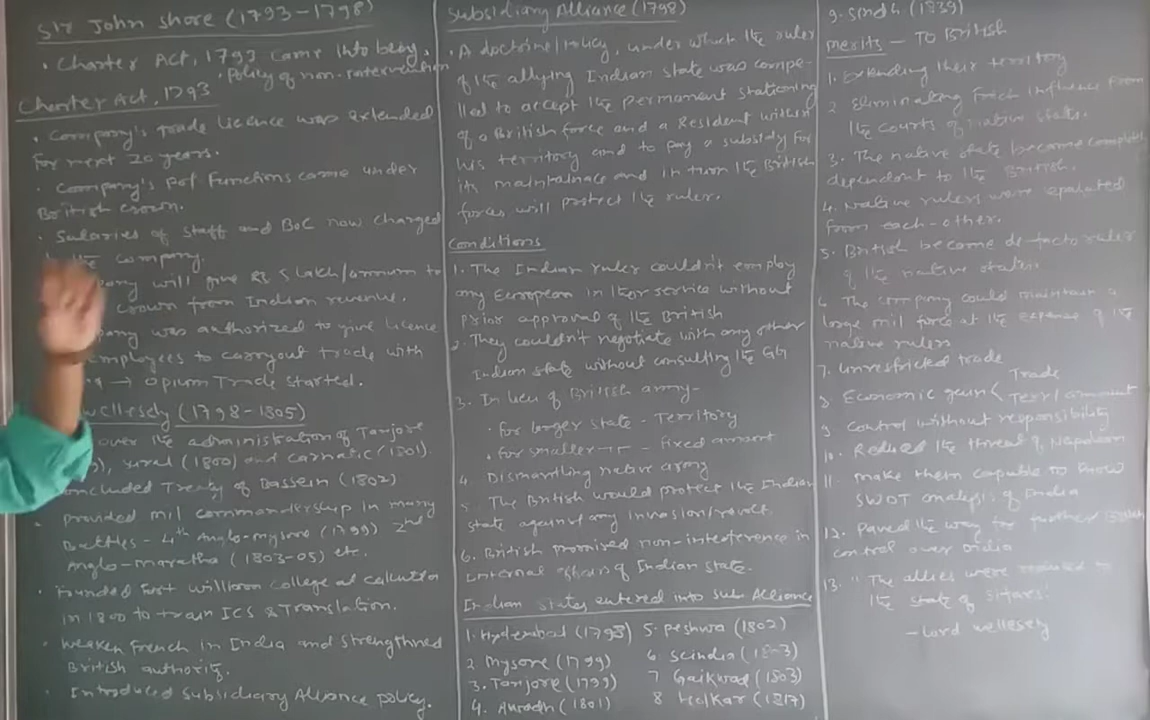 Sir John Shore (1793-1798)
• Charter Act, 1793 came into being.
• Policy of non-intervention
Charter Act, 1793
• Company's trade licence was extended
for next 20 years.
• Company's Pol functions came under
British crown.
• Salaries of staff and BoC now charged
the company.
will give 5 lakh/annum to
crown from Indian revenue.
was authorized to give licence
employees to carryout trade with
→ Opium Trade started.
Wellesely (1798-1805)
over the administration of Tanjore
, Surat (1800) and Carnatic (1801).
concluded Treaty of Bassein (1802)
• provided mil commandership in many
Battles - 4th Anglo-Mysore (1799) 2nd
Anglo-maratha (1803-05) etc.
• Founded Fort William College at Calcutta
in 1800 to train ICS & Translation.
• Weaken French in India and strengthned
British authority.
• Introduced subsidiary Alliance policy.
Subsidiary Alliance (1798)
• A doctrine/Policy, under which the ruler
of the allying Indian state was compe-
lled to accept the permanent stationing
of a British force and a Resident within
his territory and to pay a subsidy for
its maintainace and in turn the British
forces will protect the ruler.
Conditions
1. The Indian ruler couldn't employ
any European in their service without
prior approval of the British
2. They couldn't negotiate with any other
Indian state without consulting the GG
3. In lieu of British army-
• for larger state - Territory
• for smaller - fixed amount
4. Dismantling native army
5. The British would protect the Indian
state against any invasion/revolt.
6. British promised non-interference in
internal affairs of Indian state.
Indian states entered into sub Alliance
1. Hyderabad (1798) 5. Peshwa (1802)
2. Mysore (1799) 6. Scindia (1803)
3. Tanjore (1799) 7 Gaikwad (1803)
4. Awadh (1801) 8 Holkar (1817)
9. Sindh (1839)
Merits - TO British
1. Extending their territory
2. Eliminating French influence from
the courts of native states.
3. The native state became completely
dependent to the British.
4. Native rulers were
from each-other.
5. British became de facto ruler
of the native states.
6. The company could maintain a
large mil force at the expense of the
native rulers
7. Unrestricted trade
8. Economic gain < Trade
Terr/amount
9. Control without responsibility
10. Reduced the threat of Napoleon
11. make them capable to know
SWOT analysis of India
12. Paved the way for further British
control over India
13. "The allies were to
the state of
- Lord Wellesely